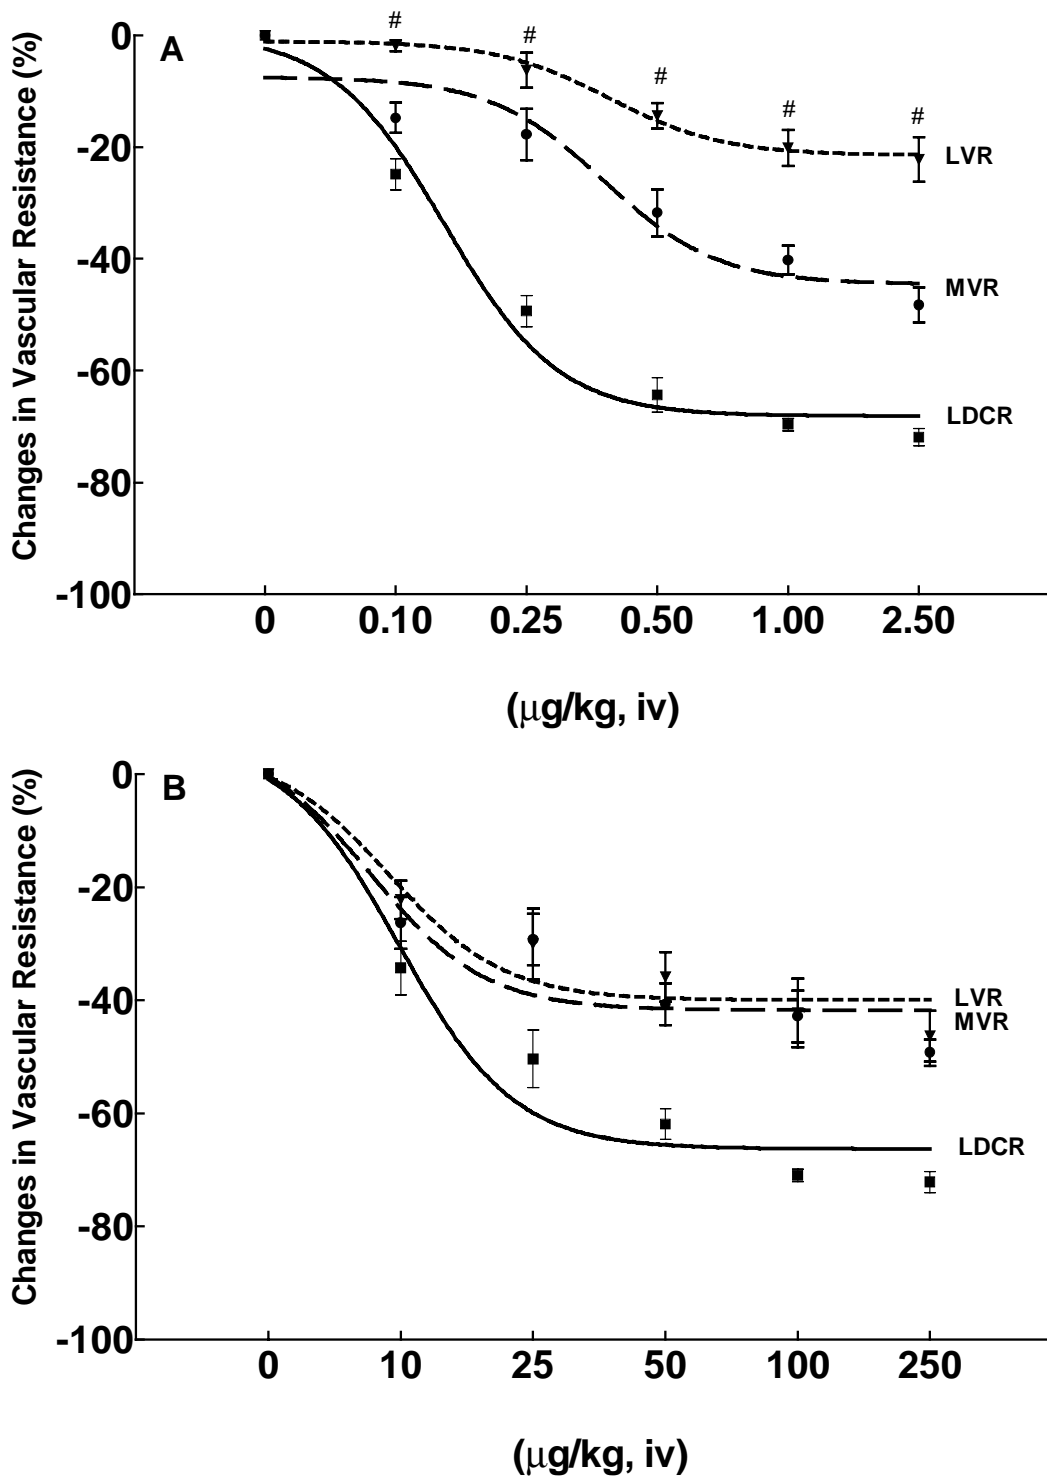 #
#
#
#
#
A
0
-20
-40
-60
-80
-100
Changes in Vascular Resistance (%)
LVR
MVR
LDCR
0 0.10 0.25 0.50 1.00 2.50
(μg/kg, iv)
B
0
-20
-40
-60
-80
-100
Changes in Vascular Resistance (%)
LVR
MVR
LDCR
0 10 25 50 100 250
(μg/kg, iv)